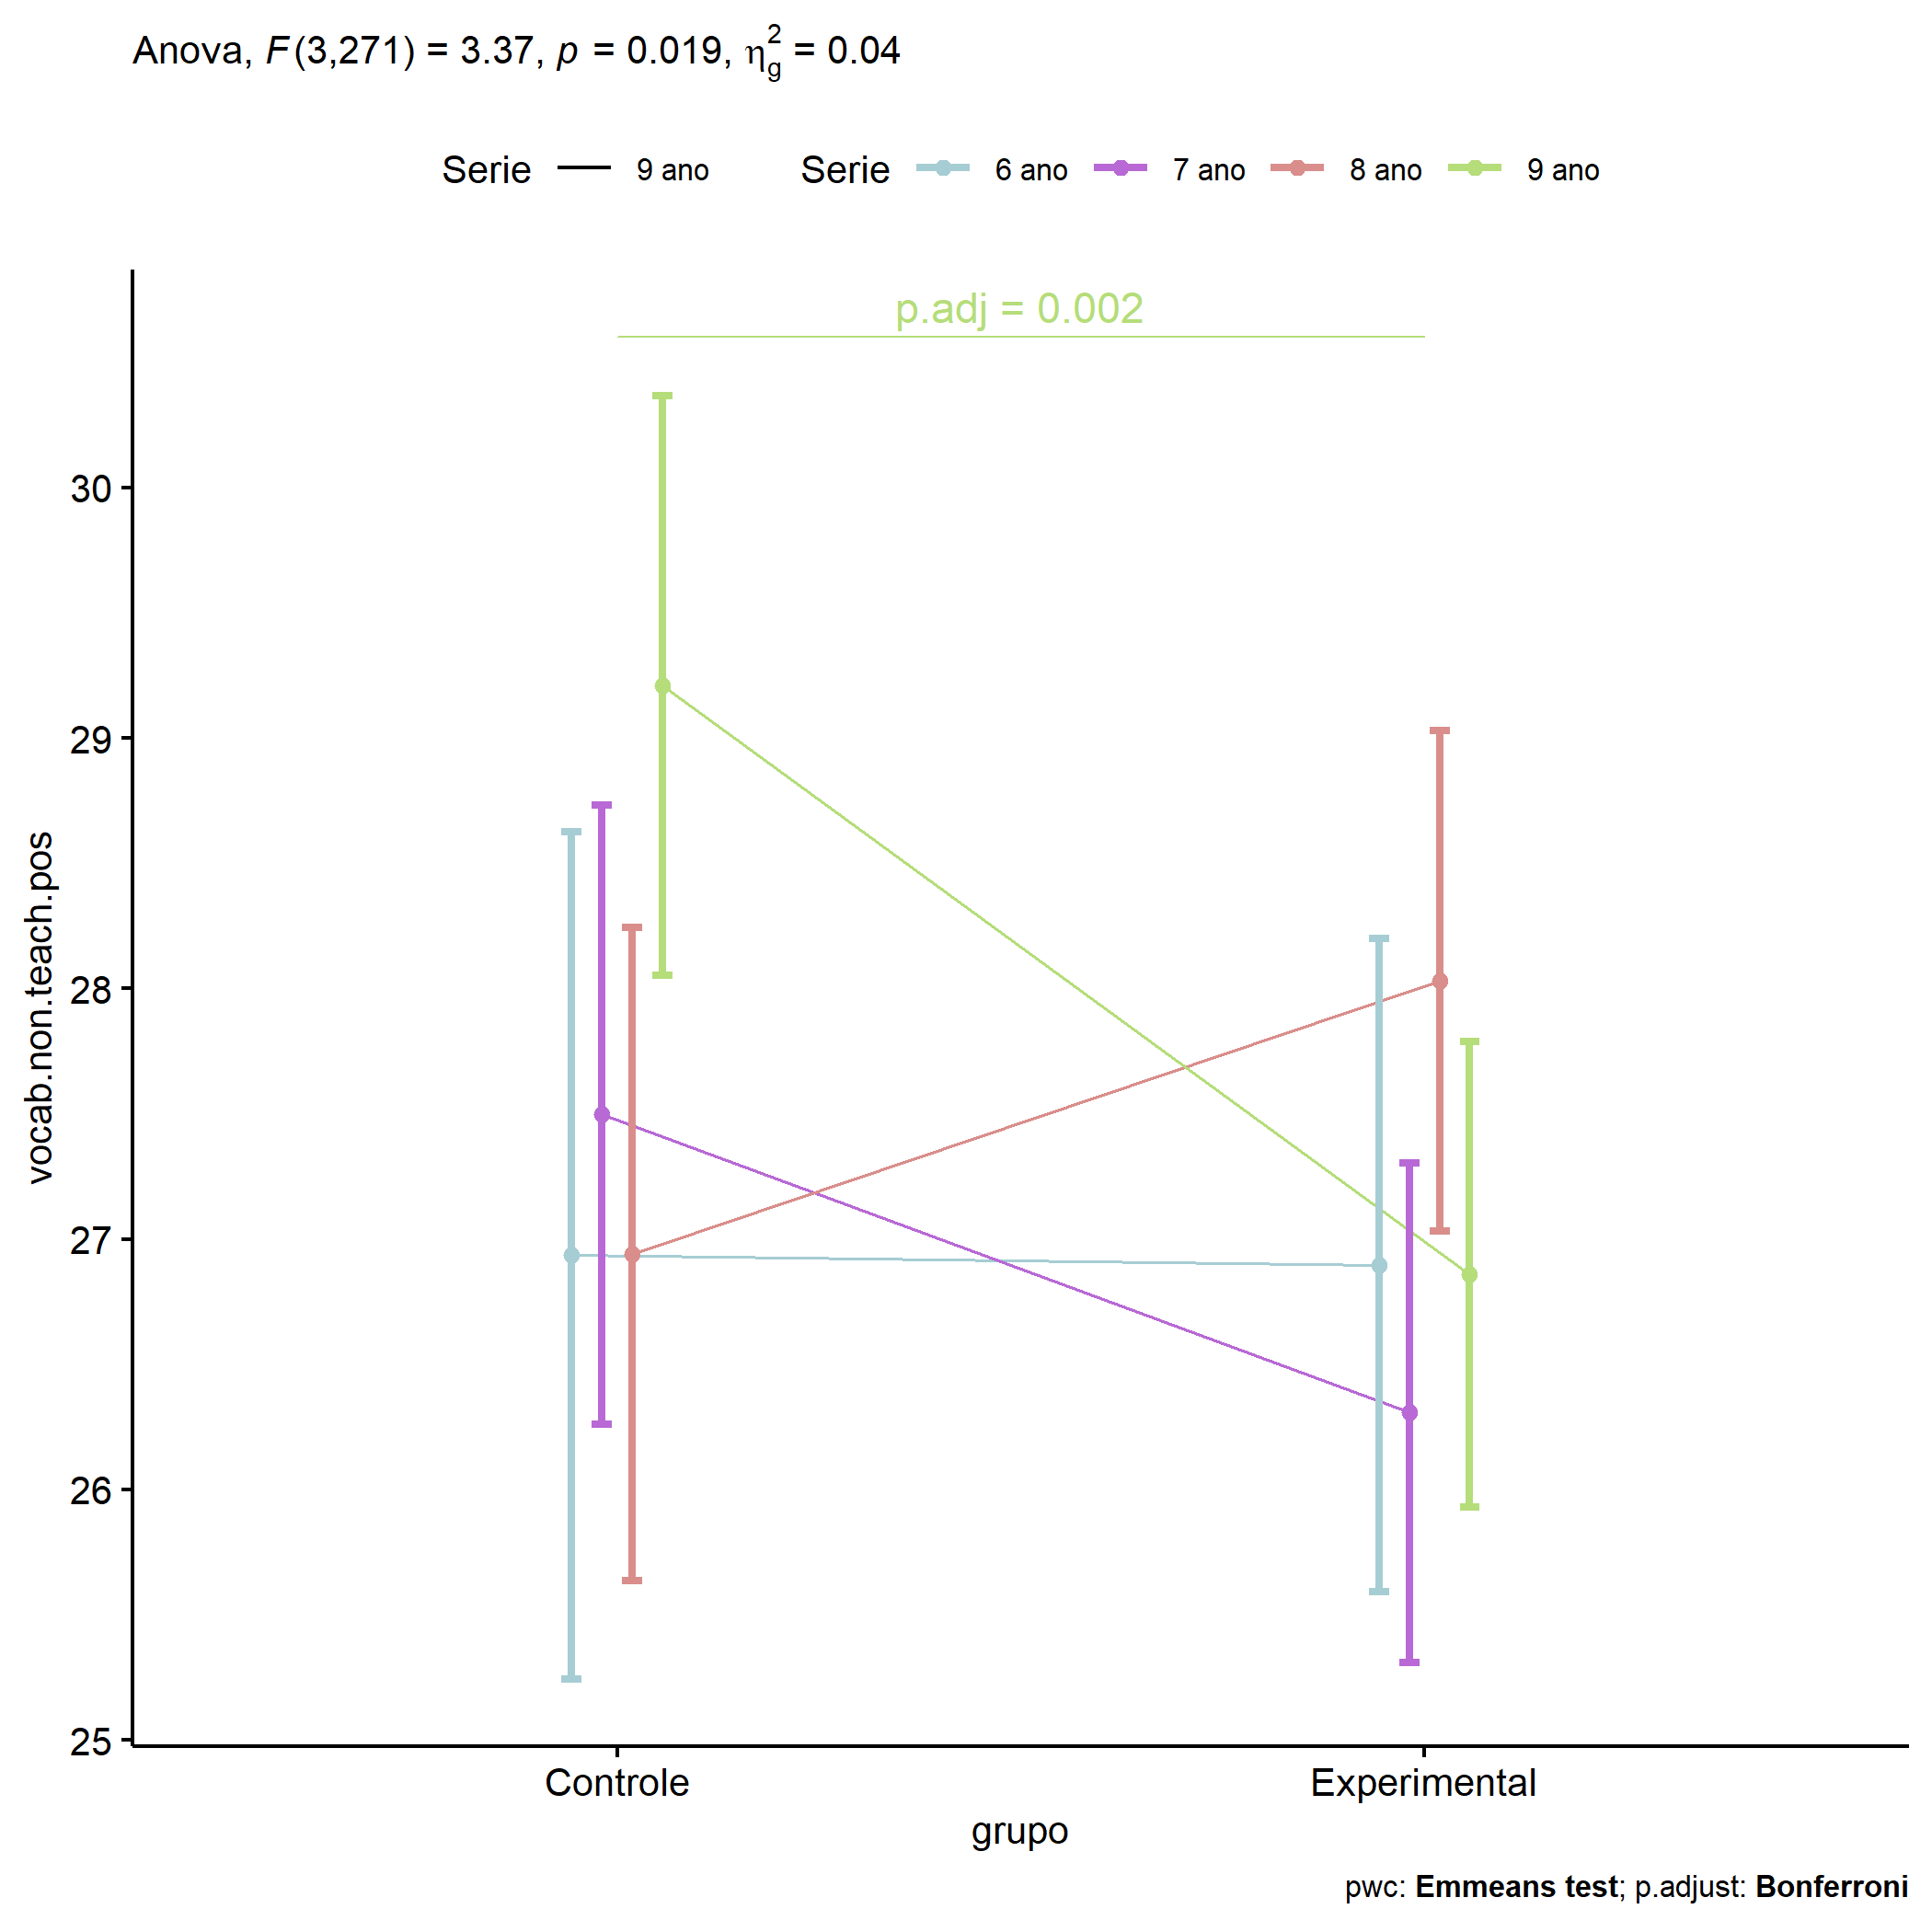 Anova, F(3,271) = 3.37, p = 0.019, η²g = 0.04
Serie 9 ano Serie 6 ano 7 ano 8 ano 9 ano
p.adj = 0.002
30
29
28
27
26
25
vocab.non.teach.pos
Controle Experimental
grupo
pwc: Emmeans test; p.adjust: Bonferroni